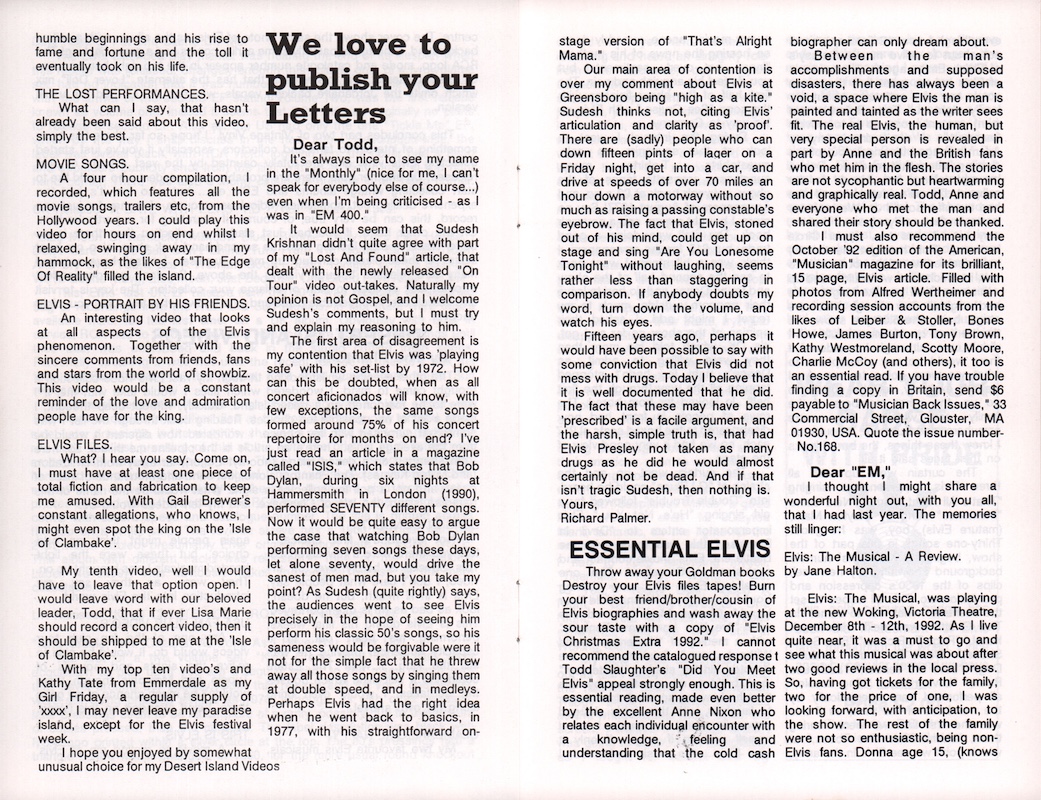 humble beginnings and his rise to
fame and fortune and the toll it
eventually took on his life.
THE LOST PERFORMANCES.
What can I say, that hasn't
already been said about this video,
simply the best.
MOVIE SONGS.
A four hour compilation, I
recorded, which features all the
movie songs, trailers etc, from the
Hollywood years. I could play this
video for hours on end whilst I
relaxed, swinging away in my
hammock, as the likes of "The Edge
Of Reality" filled the island.
ELVIS - PORTRAIT BY HIS FRIENDS.
An interesting video that looks
at all aspects of the Elvis
phenomenon. Together with the
sincere comments from friends, fans
and stars from the world of showbiz.
This video would be a constant
reminder of the love and admiration
people have for the king.
ELVIS FILES.
What? I hear you say. Come on,
I must have at least one piece of
total fiction and fabrication to keep
me amused. With Gail Brewer's
constant allegations, who knows, I
might even spot the king on the 'Isle
of Clambake'.
My tenth video, well I would
have to leave that option open. I
would leave word with our beloved
leader, Todd, that if ever Lisa Marie
should record a concert video, then it
should be shipped to me at the 'Isle
of Clambake'.
With my top ten video's and
Kathy Tate from Emmerdale as my
Girl Friday, a regular supply of
'xxxx', I may never leave my paradise
island, except for the Elvis festival
week.
I hope you enjoyed by somewhat
unusual choice for my Desert Island Videos
We love to
publish your
Letters
Dear Todd,
It's always nice to see my name
in the "Monthly" (nice for me, I can't
speak for everybody else of course...)
even when I'm being criticised - as I
was in "EM 400."
It would seem that Sudesh
Krishnan didn't quite agree with part
of my "Lost And Found" article, that
dealt with the newly released "On
Tour" video out-takes. Naturally my
opinion is not Gospel, and I welcome
Sudesh's comments, but I must try
and explain my reasoning to him.
The first area of disagreement is
my contention that Elvis was 'playing
safe' with his set-list by 1972. How
can this be doubted, when as all
concert aficionados will know, with
few exceptions, the same songs
formed around 75% of his concert
repertoire for months on end? I've
just read an article in a magazine
called "ISIS," which states that Bob
Dylan, during six nights at
Hammersmith in London (1990),
performed SEVENTY different songs.
Now it would be quite easy to argue
the case that watching Bob Dylan
performing seven songs these days,
let alone seventy, would drive the
sanest of men mad, but you take my
point? As Sudesh (quite rightly) says,
the audiences went to see Elvis
precisely in the hope of seeing him
perform his classic 50's songs, so his
sameness would be forgivable were it
not for the simple fact that he threw
away all those songs by singing them
at double speed, and in medleys.
Perhaps Elvis had the right idea
when he went back to basics, in
1977, with his straightforward on-
stage version of "That's Alright
Mama."
Our main area of contention is
over my comment about Elvis at
Greensboro being "high as a kite."
Sudesh thinks not, citing Elvis'
articulation and clarity as 'proof'.
There are (sadly) people who can
down fifteen pints of lager on a
Friday night, get into a car, and
drive at speeds of over 70 miles an
hour down a motorway without so
much as raising a passing constable's
eyebrow. The fact that Elvis, stoned
out of his mind, could get up on
stage and sing "Are You Lonesome
Tonight" without laughing, seems
rather less than staggering in
comparison. If anybody doubts my
word, turn down the volume, and
watch his eyes.
Fifteen years ago, perhaps it
would have been possible to say with
some conviction that Elvis did not
mess with drugs. Today I believe that
it is well documented that he did.
The fact that these may have been
'prescribed' is a facile argument, and
the harsh, simple truth is, that had
Elvis Presley not taken as many
drugs as he did he would almost
certainly not be dead. And if that
isn't tragic Sudesh, then nothing is.
Yours,
Richard Palmer.
ESSENTIAL ELVIS
Throw away your Goldman books
Destroy your Elvis files tapes! Burn
your best friend/brother/cousin of
Elvis biographies and wash away the
sour taste with a copy of "Elvis
Christmas Extra 1992." I cannot
recommend the catalogued response t
Todd Slaughter's "Did You Meet
Elvis" appeal strongly enough. This is
essential reading, made even better
by the excellent Anne Nixon who
relates each individual encounter with
a knowledge, feeling and
understanding that the cold cash
biographer can only dream about.
Between the man's
accomplishments and supposed
disasters, there has always been a
void, a space where Elvis the man is
painted and tainted as the writer sees
fit. The real Elvis, the human, but
very special person is revealed in
part by Anne and the British fans
who met him in the flesh. The stories
are not sycophantic but heartwarming
and graphically real. Todd, Anne and
everyone who met the man and
shared their story should be thanked.
I must also recommend the
October '92 edition of the American,
"Musician" magazine for its brilliant,
15 page, Elvis article. Filled with
photos from Alfred Wertheimer and
recording session accounts from the
likes of Leiber & Stoller, Bones
Howe, James Burton, Tony Brown,
Kathy Westmoreland, Scotty Moore,
Charlie McCoy (and others), it too is
an essential read. If you have trouble
finding a copy in Britain, send $6
payable to "Musician Back Issues," 33
Commercial Street, Glouster, MA
01930, USA. Quote the issue number-
No.168.
Dear "EM,"
I thought I might share a
wonderful night out, with you all,
that I had last year. The memories
still linger:
Elvis: The Musical - A Review.
by Jane Halton.
Elvis: The Musical, was playing
at the new Woking, Victoria Theatre,
December 8th - 12th, 1992. As I live
quite near, it was a must to go and
see what this musical was about after
two good reviews in the local press.
So, having got tickets for the family,
two for the price of one, I was
looking forward, with anticipation, to
the show. The rest of the family
were not so enthusiastic, being non-
Elvis fans. Donna age 15, (knows